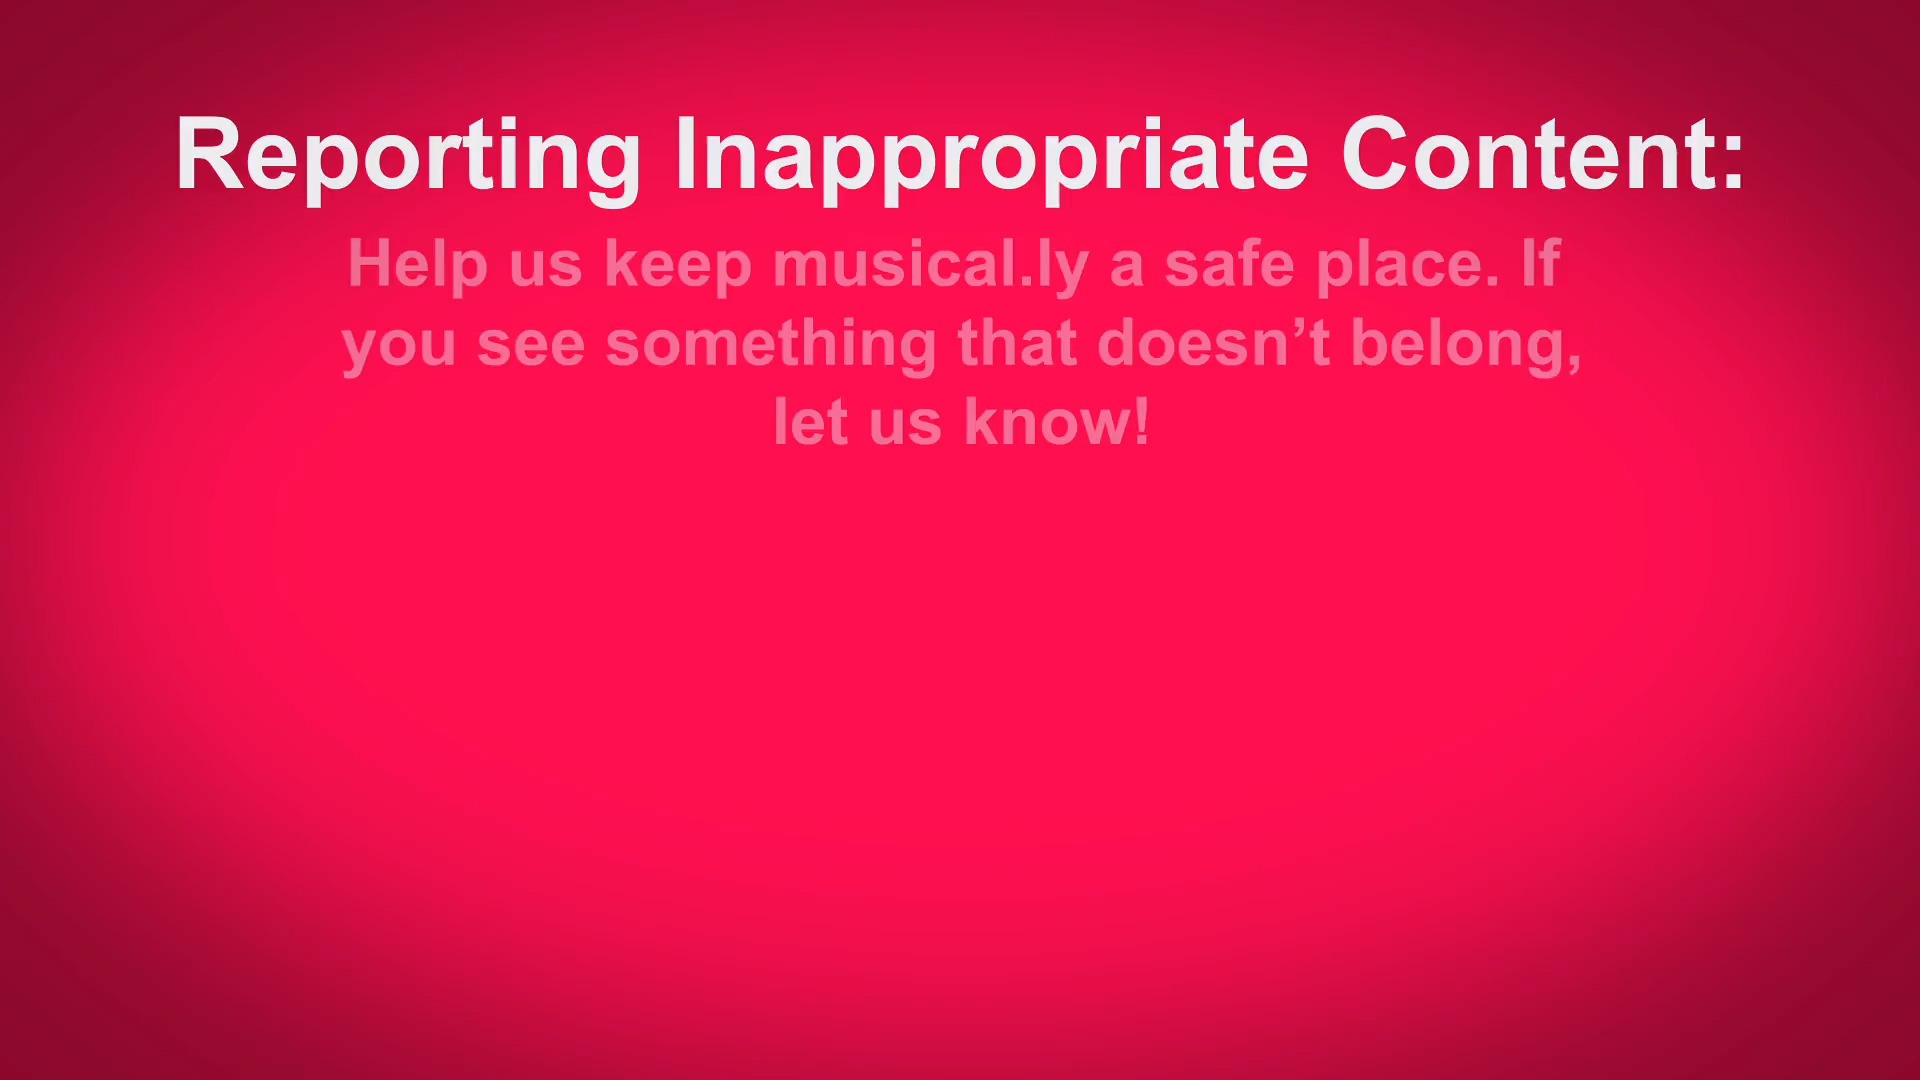 Reporting Inappropriate Content:
Help us keep musical.ly a safe place. If
you see something that doesn’t belong,
let us know!